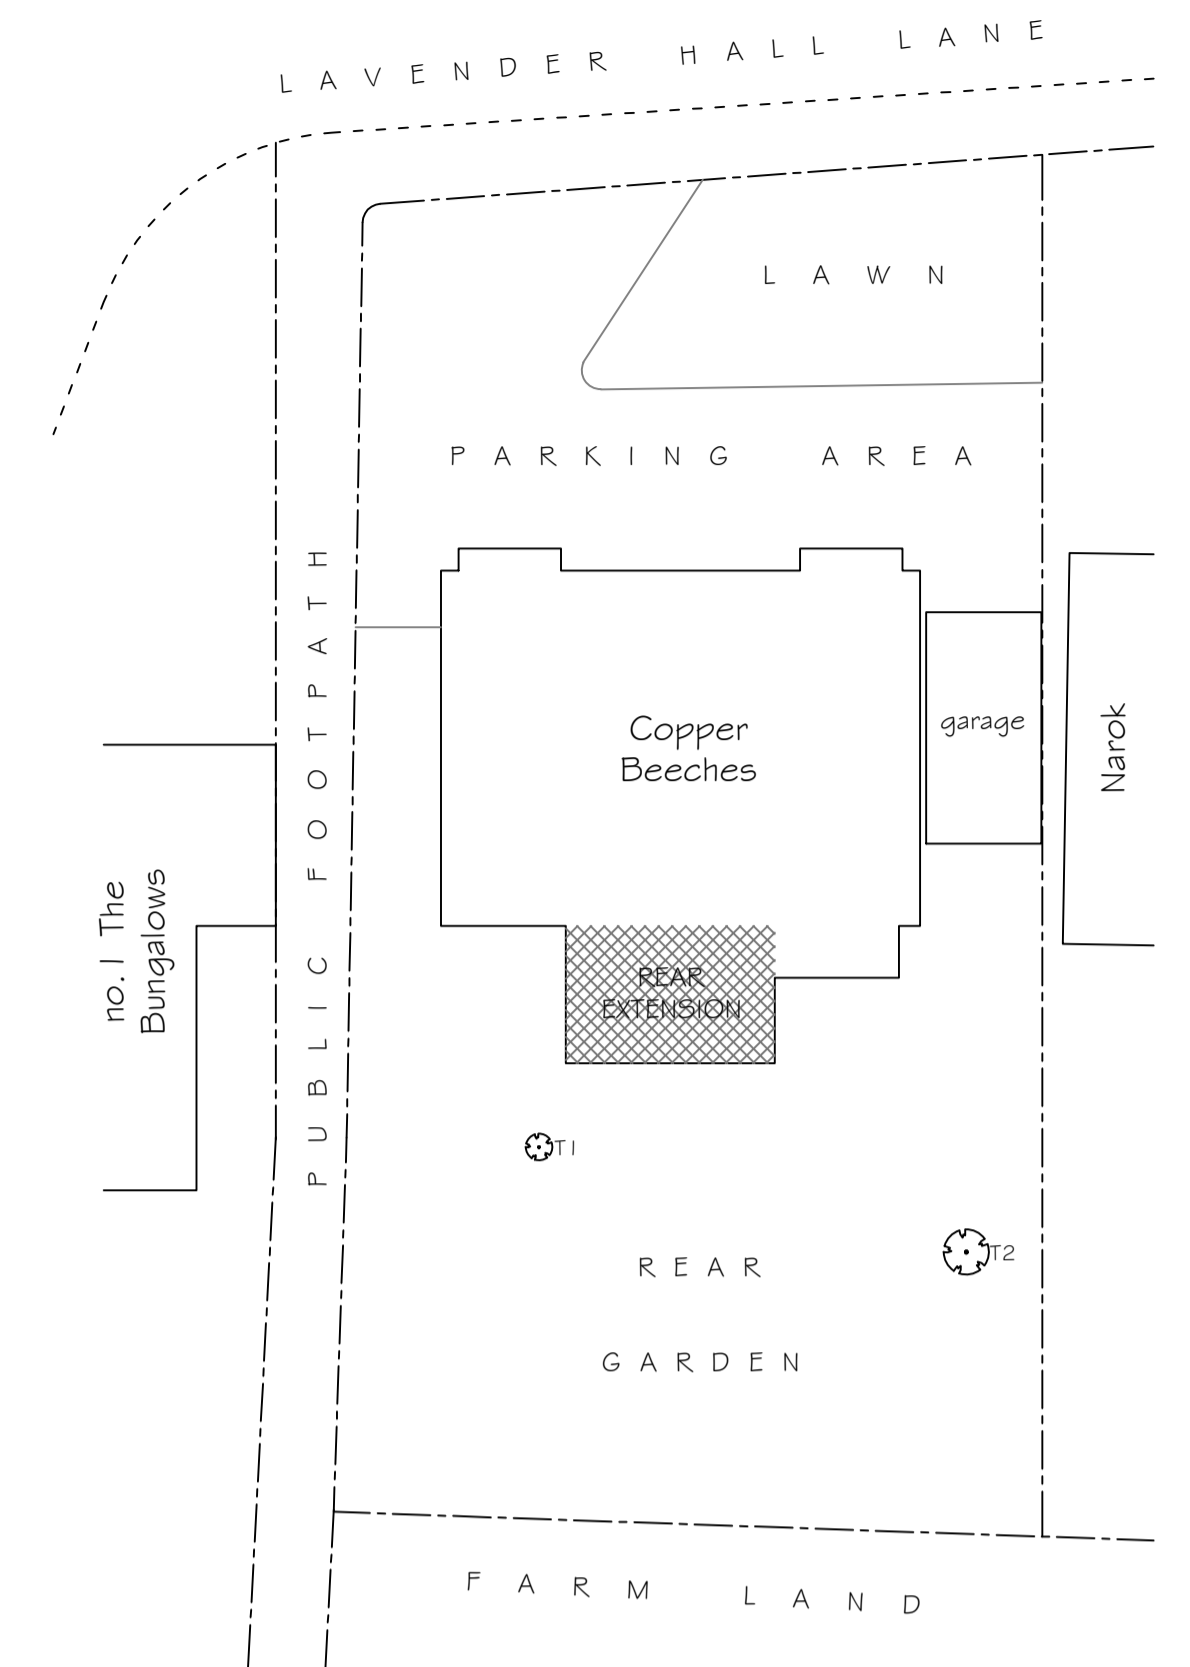 LAVENDER HALL LANE
LAWN
PARKING AREA
PUBLIC FOOTPATH
Copper
Beeches
garage
Narok
no. 1 The
Bungalows
REAR
EXTENSION
T1
T2
REAR
GARDEN
FARM LAND